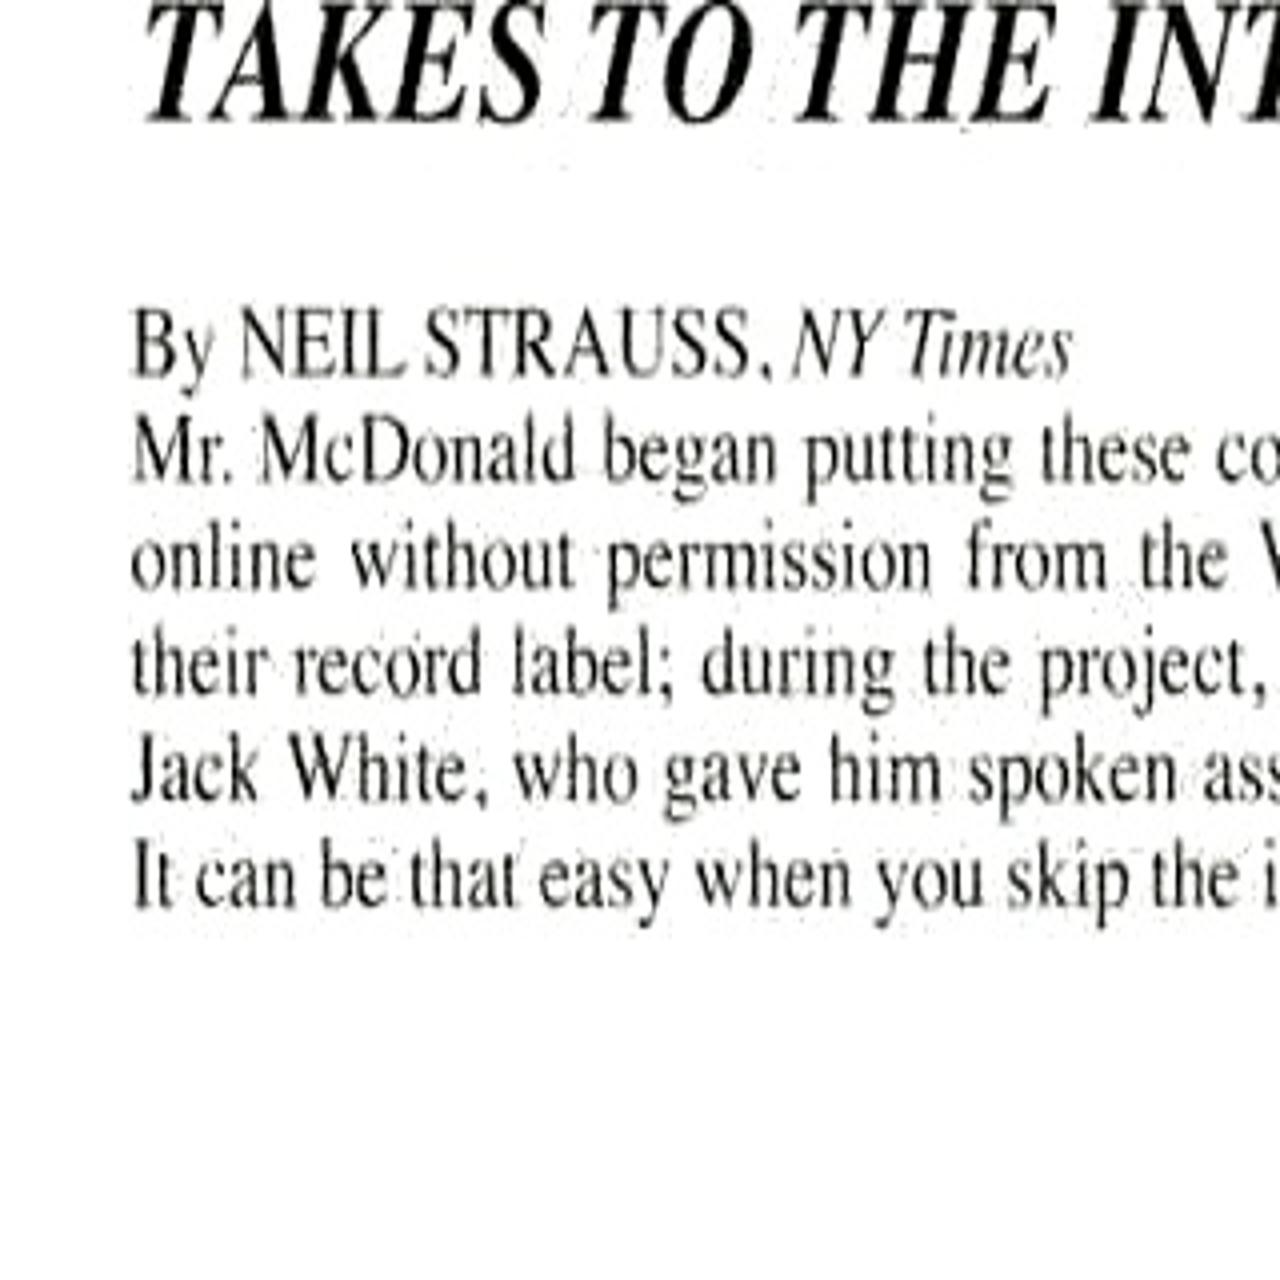 TAKES TO THE INT
By NEIL STRAUSS, NY Times
Mr. McDonald began putting these co
online without permission from the
their record label; during the project,
Jack White, who gave him spoken ass
It can be that easy when you skip the i